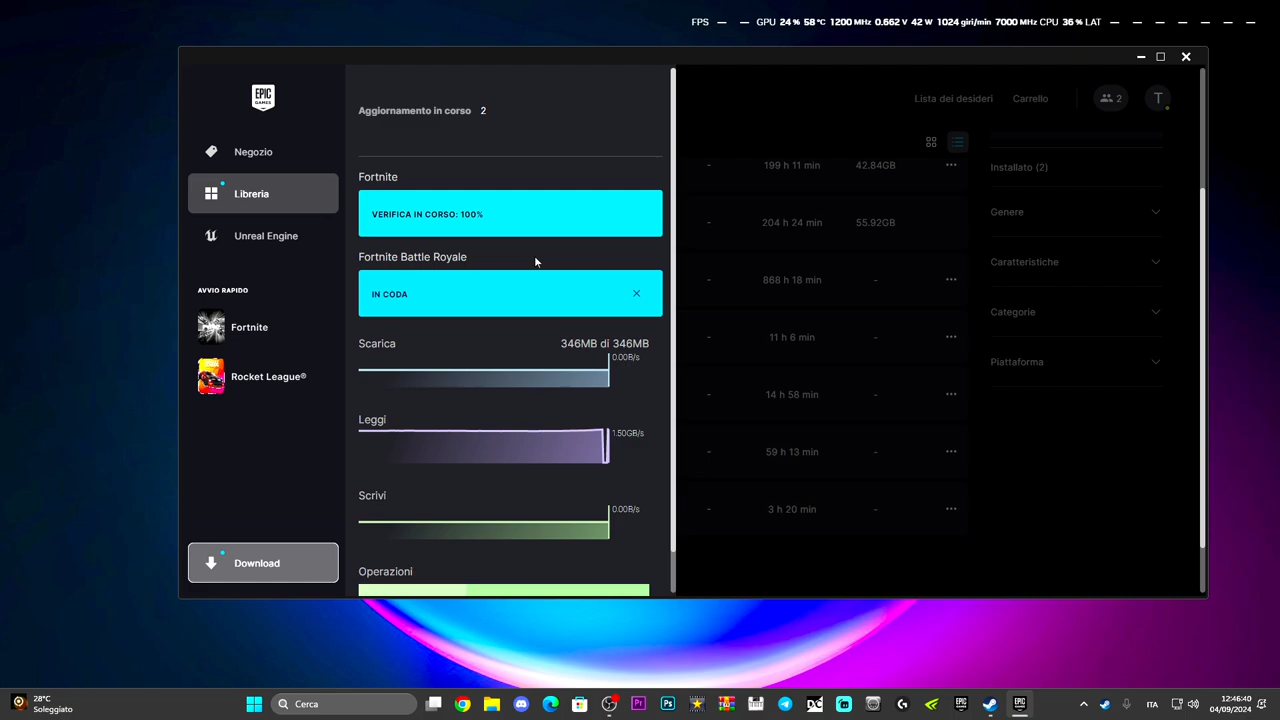 FPS — — GPU 24 % 58 °C 1200 MHz 0.662 V 42 W 1024 giri/min 7000 MHz CPU 36 % LAT — — — — — —
EPIC GAMES
Negozio
Libreria
Unreal Engine
AVVIO RAPIDO
Fortnite
Rocket League®
Download
Aggiornamento in corso 2
Fortnite
VERIFICA IN CORSO: 100%
Fortnite Battle Royale
IN CODA
Scarica 346MB di 346MB
0.00B/s
Leggi
1.50GB/s
Scrivi
0.00B/s
Operazioni
Lista dei desideri Carrello 2 T
- 199 h 11 min 42.84GB
- 204 h 24 min 55.92GB
- 868 h 18 min -
- 11 h 6 min -
- 14 h 58 min -
- 59 h 13 min -
- 3 h 20 min -
Installato (2)
Genere
Caratteristiche
Categorie
Piattaforma
28°C
Soleggiato
Cerca
ITA
12:46:40
04/09/2024